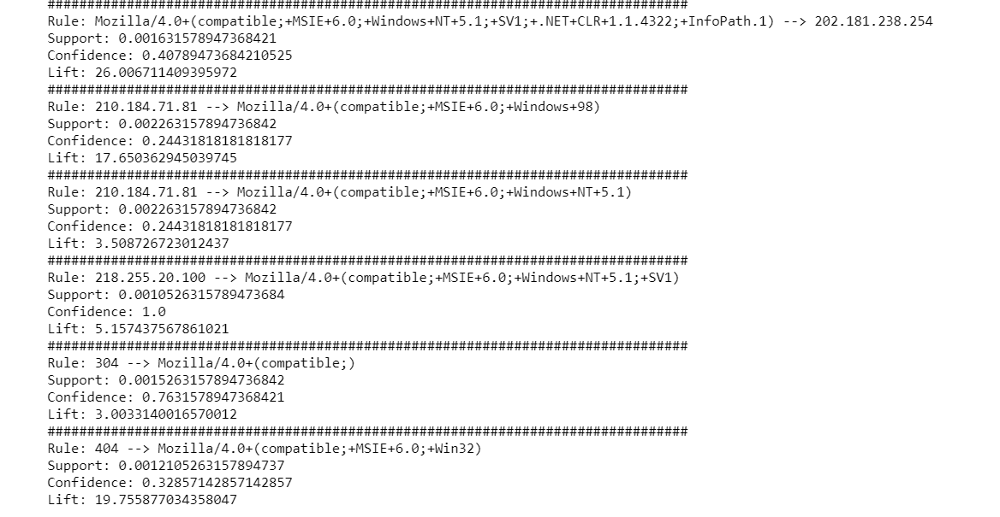 #################################################################################
Rule: Mozilla/4.0+(compatible;+MSIE+6.0;+Windows+NT+5.1;+SV1;+.NET+CLR+1.1.4322;+InfoPath.1) --> 202.181.238.254
Support: 0.001631578947368421
Confidence: 0.40789473684210525
Lift: 26.006711409395972
#################################################################################
Rule: 210.184.71.81 --> Mozilla/4.0+(compatible;+MSIE+6.0;+Windows+98)
Support: 0.002263157894736842
Confidence: 0.24431818181818177
Lift: 17.650362945039745
#################################################################################
Rule: 210.184.71.81 --> Mozilla/4.0+(compatible;+MSIE+6.0;+Windows+NT+5.1)
Support: 0.002263157894736842
Confidence: 0.24431818181818177
Lift: 3.508726723012437
#################################################################################
Rule: 218.255.20.100 --> Mozilla/4.0+(compatible;+MSIE+6.0;+Windows+NT+5.1;+SV1)
Support: 0.0010526315789473684
Confidence: 1.0
Lift: 5.157437567861021
#################################################################################
Rule: 304 --> Mozilla/4.0+(compatible;)
Support: 0.0015263157894736842
Confidence: 0.7631578947368421
Lift: 3.0033140016570012
#################################################################################
Rule: 404 --> Mozilla/4.0+(compatible;+MSIE+6.0;+Win32)
Support: 0.0012105263157894737
Confidence: 0.32857142857142857
Lift: 19.755877034358047